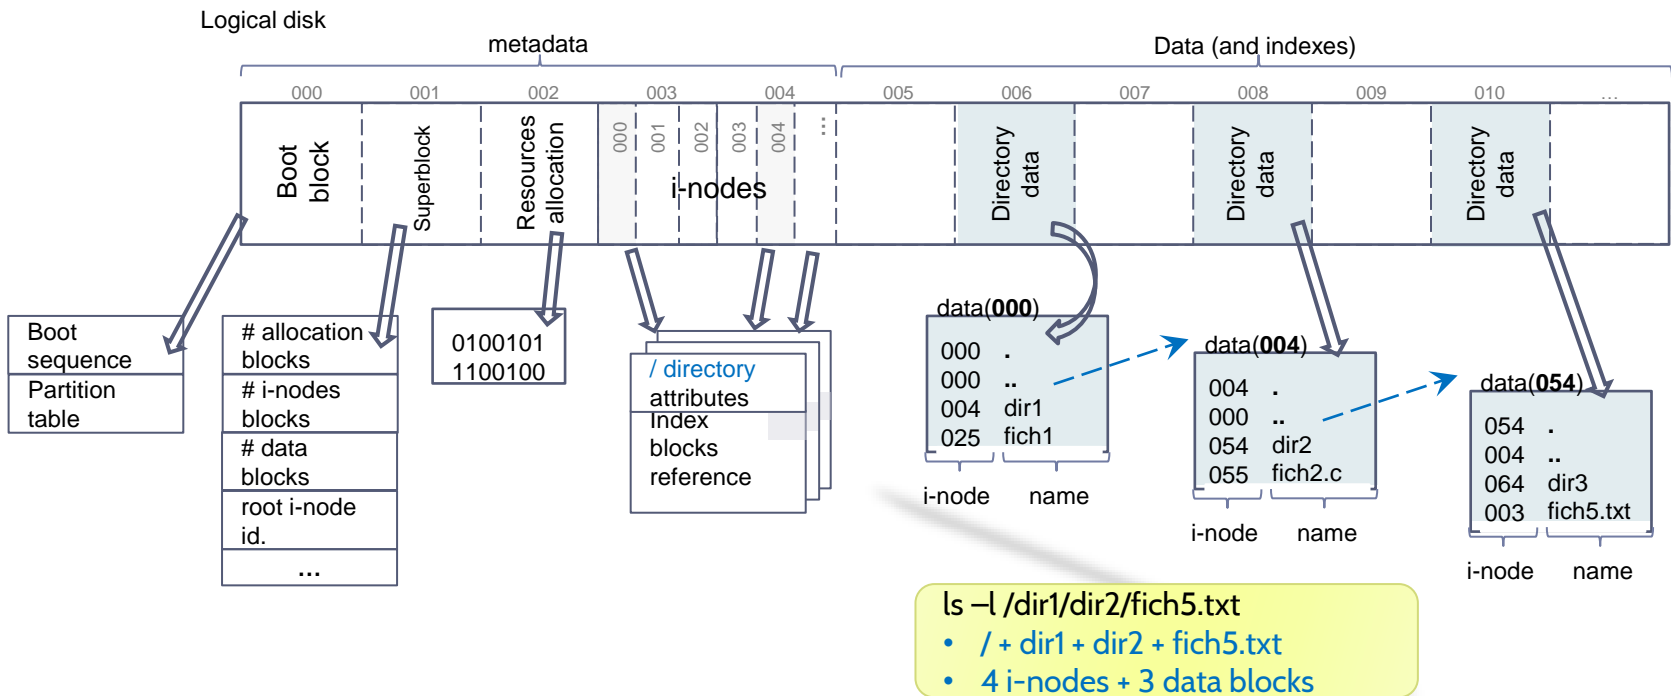 Logical disk
metadata
Data (and indexes)
000
001
002
003
004
005
006
007
008
009
010
...
Boot
block
Superblock
Resources
allocation
000
001
002
003
004
...
i-nodes
Directory
data
Directory
data
Directory
data
Boot
sequence
Partition
table
# allocation
blocks
# i-nodes
blocks
# data
blocks
root i-node
id.
...
0100101
1100100
/ directory
attributes
Index
blocks
reference
data(000)
000 .
000 ..
004 dir1
025 fich1
i-node name
data(004)
004 .
000 ..
054 dir2
055 fich2.c
i-node name
data(054)
054 .
004 ..
064 dir3
003 fich5.txt
i-node name
ls –l /dir1/dir2/fich5.txt
• / + dir1 + dir2 + fich5.txt
• 4 i-nodes + 3 data blocks